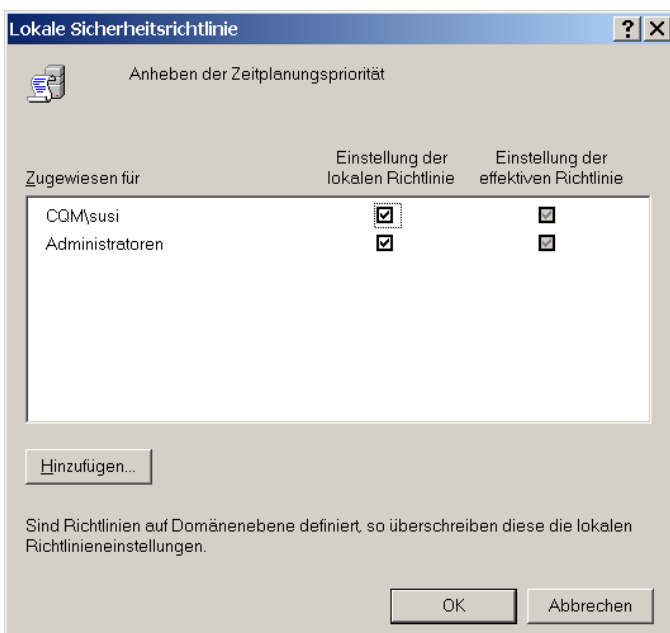 Lokale Sicherheitsrichtlinie
Anheben der Zeitplanungspriorität
Zugewiesen für
Einstellung der
lokalen Richtlinie
Einstellung der
effektiven Richtlinie
CQM\susi
Administratoren
Hinzufügen...
Sind Richtlinien auf Domänenebene definiert, so überschreiben diese die lokalen
Richtlinieneinstellungen.
OK
Abbrechen